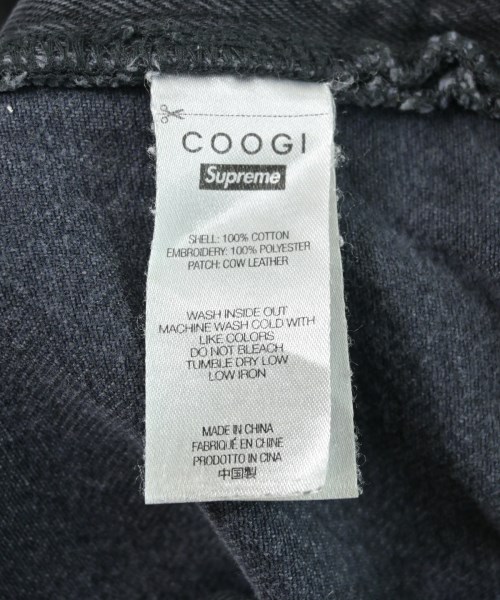 COOGI
Supreme
SHELL: 100% COTTON
EMBROIDERY: 100% POLYESTER
PATCH: COW LEATHER
WASH INSIDE OUT
MACHINE WASH COLD WITH
LIKE COLORS
DO NOT BLEACH
TUMBLE DRY LOW
LOW IRON
MADE IN CHINA
FABRIQUÉ EN CHINE
PRODOTTO IN CINA
中国製